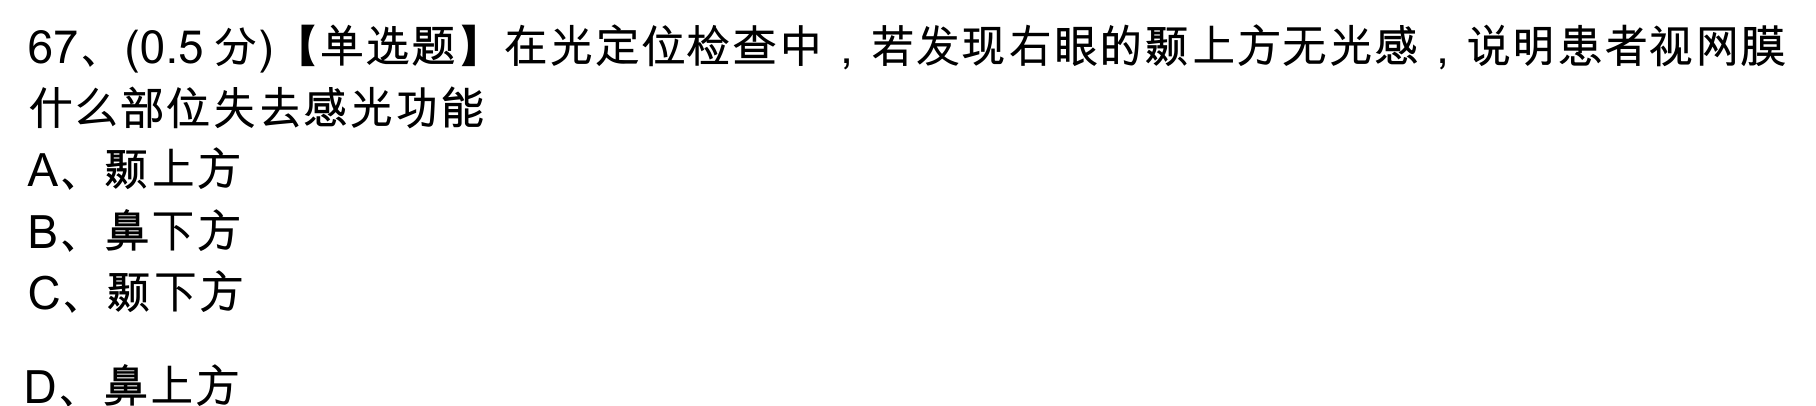 67、(0.5 分)【单选题】在光定位检查中，若发现右眼的颞上方无光感，说明患者视网膜
什么部位失去感光功能
A、颞上方
B、鼻下方
C、颞下方
D、鼻上方